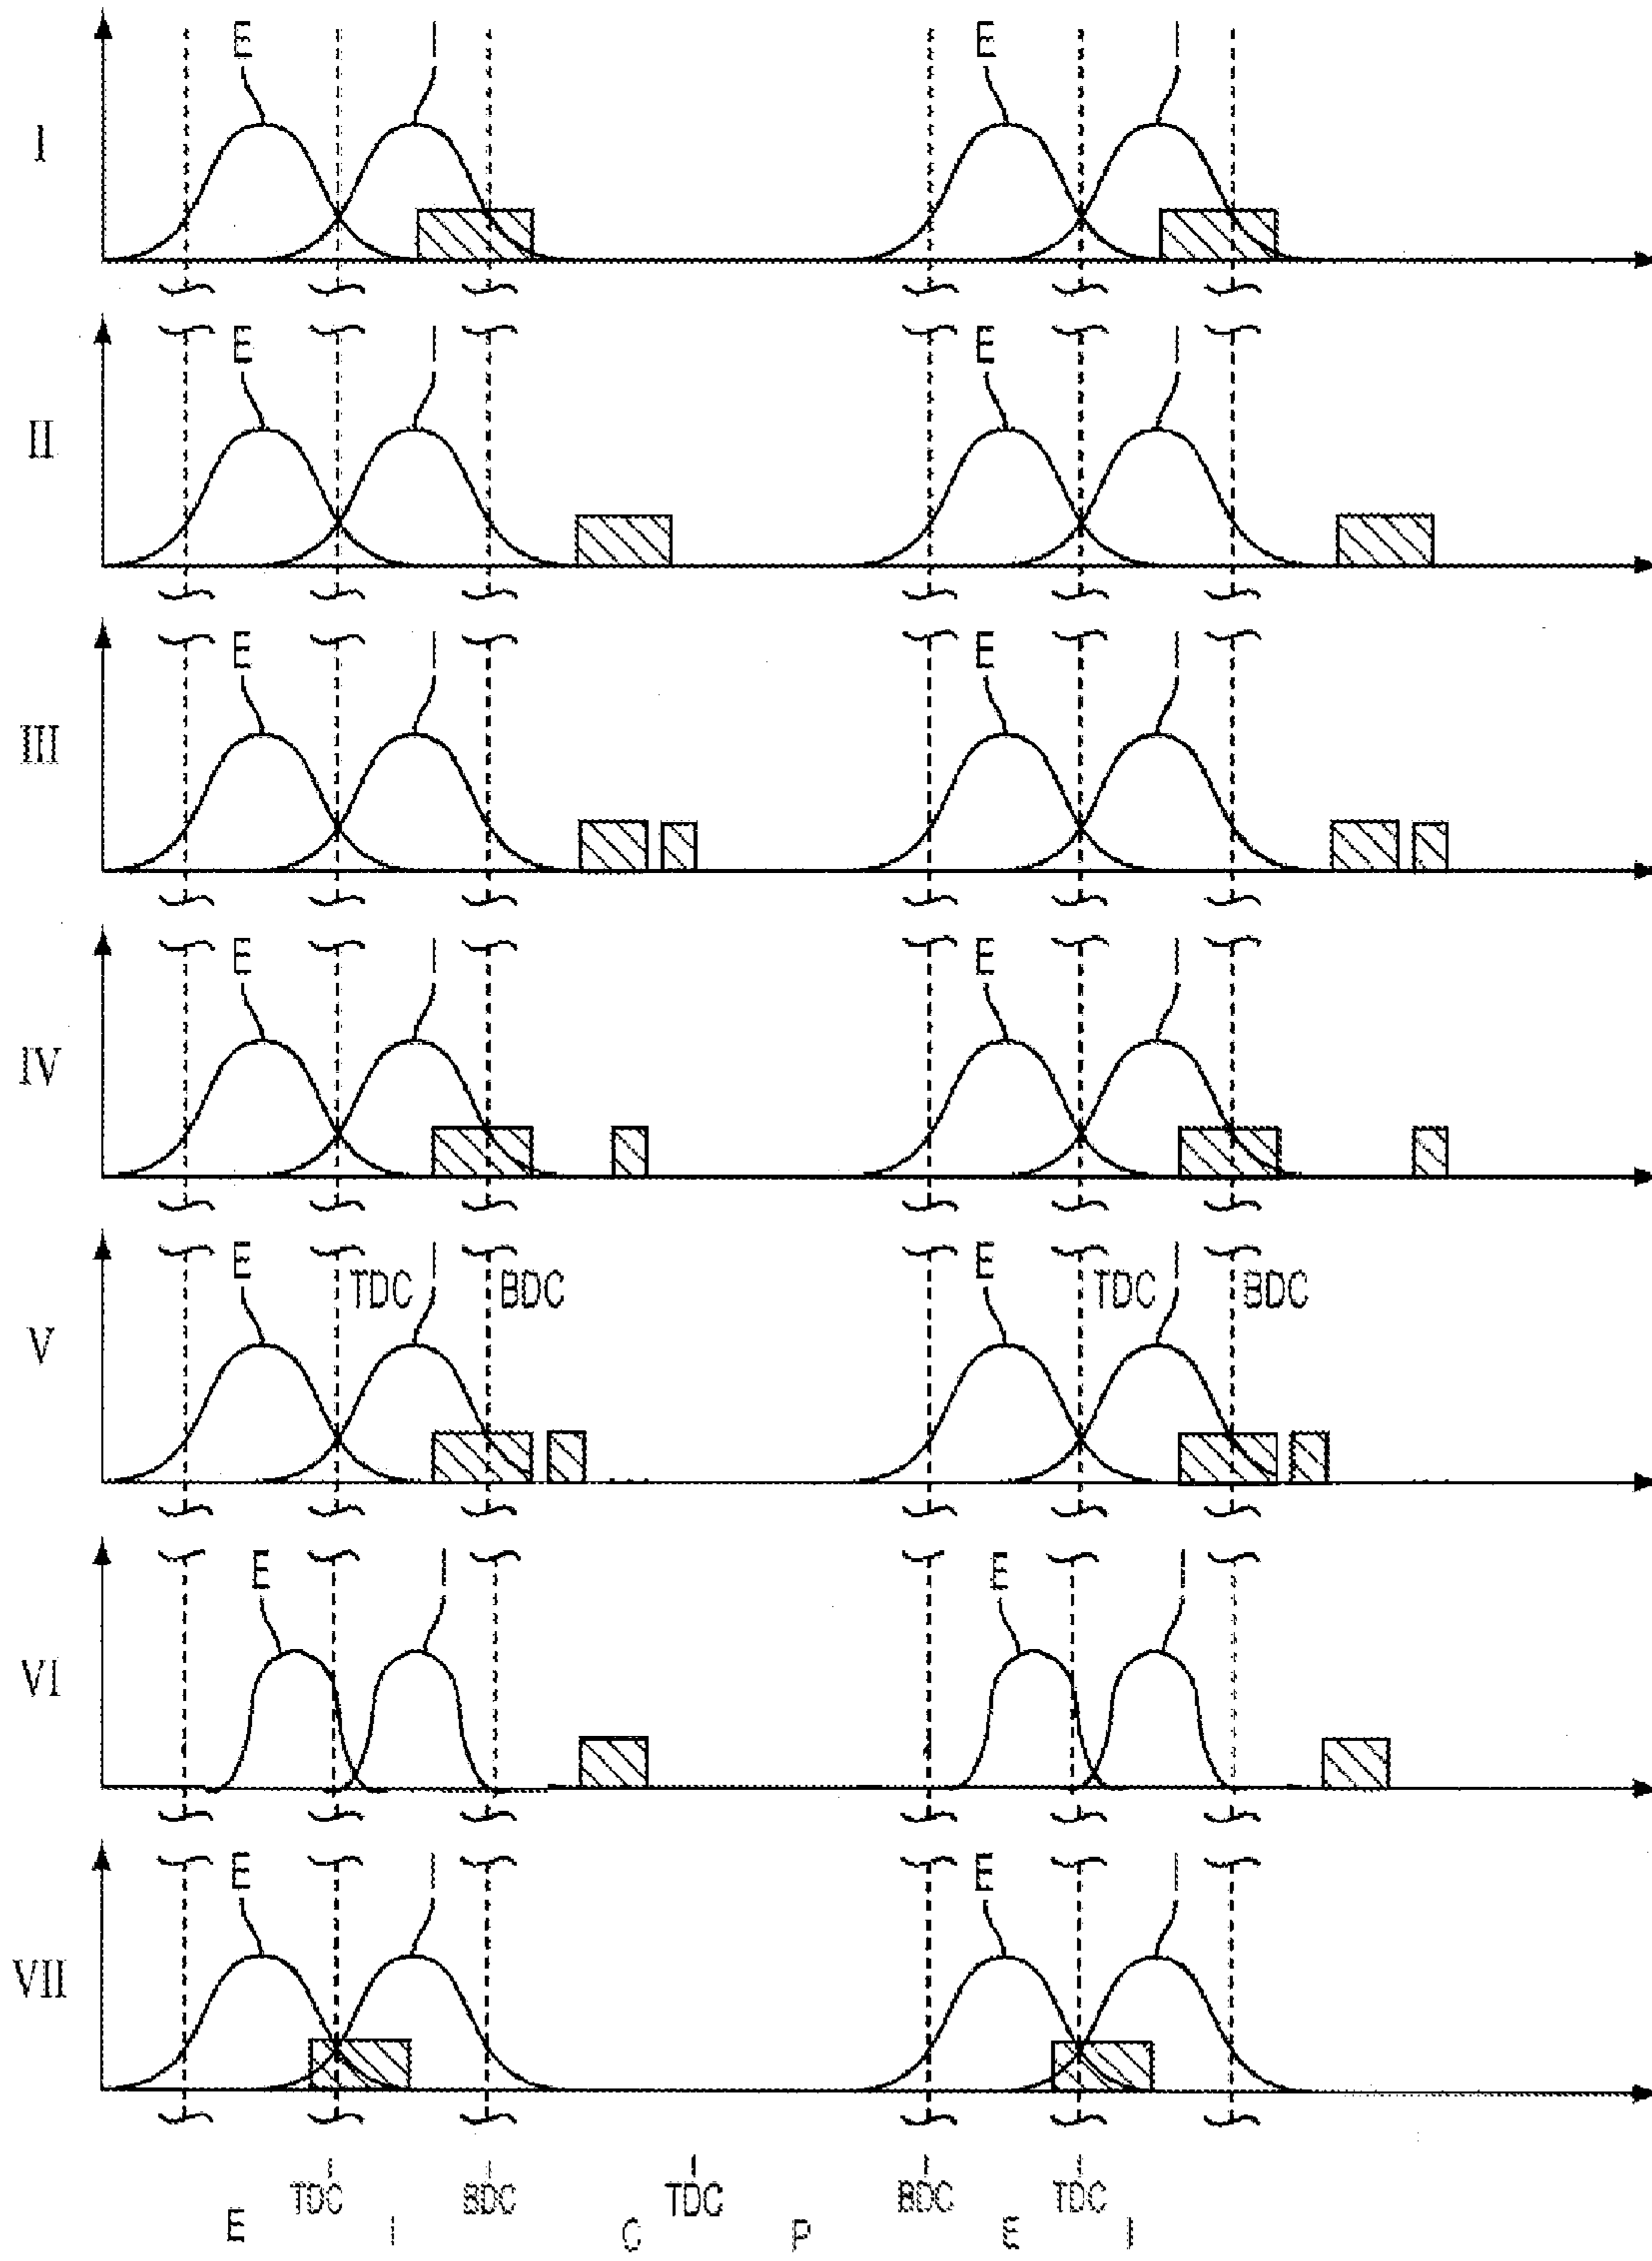 E I E I
I
E I E I
II
E I E I
III
E I E I
IV
E TDC I BDC E TDC I BDC
V
E I E I
VI
E I E I
VII
TDC BDC TDC BDC TDC
E I C P E I